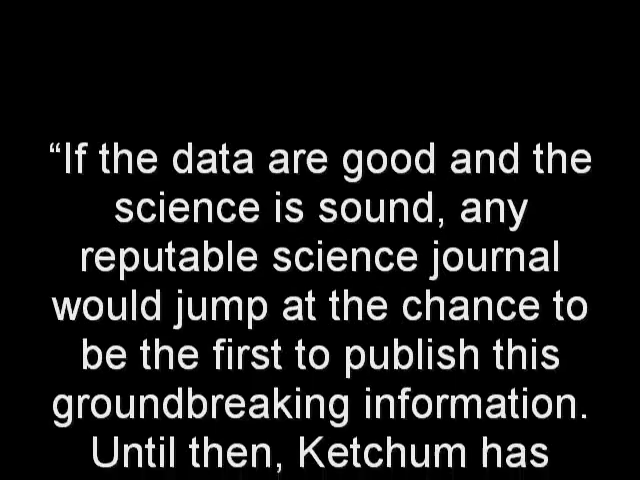 “If the data are good and the
science is sound, any
reputable science journal
would jump at the chance to
be the first to publish this
groundbreaking information.
Until then, Ketchum has